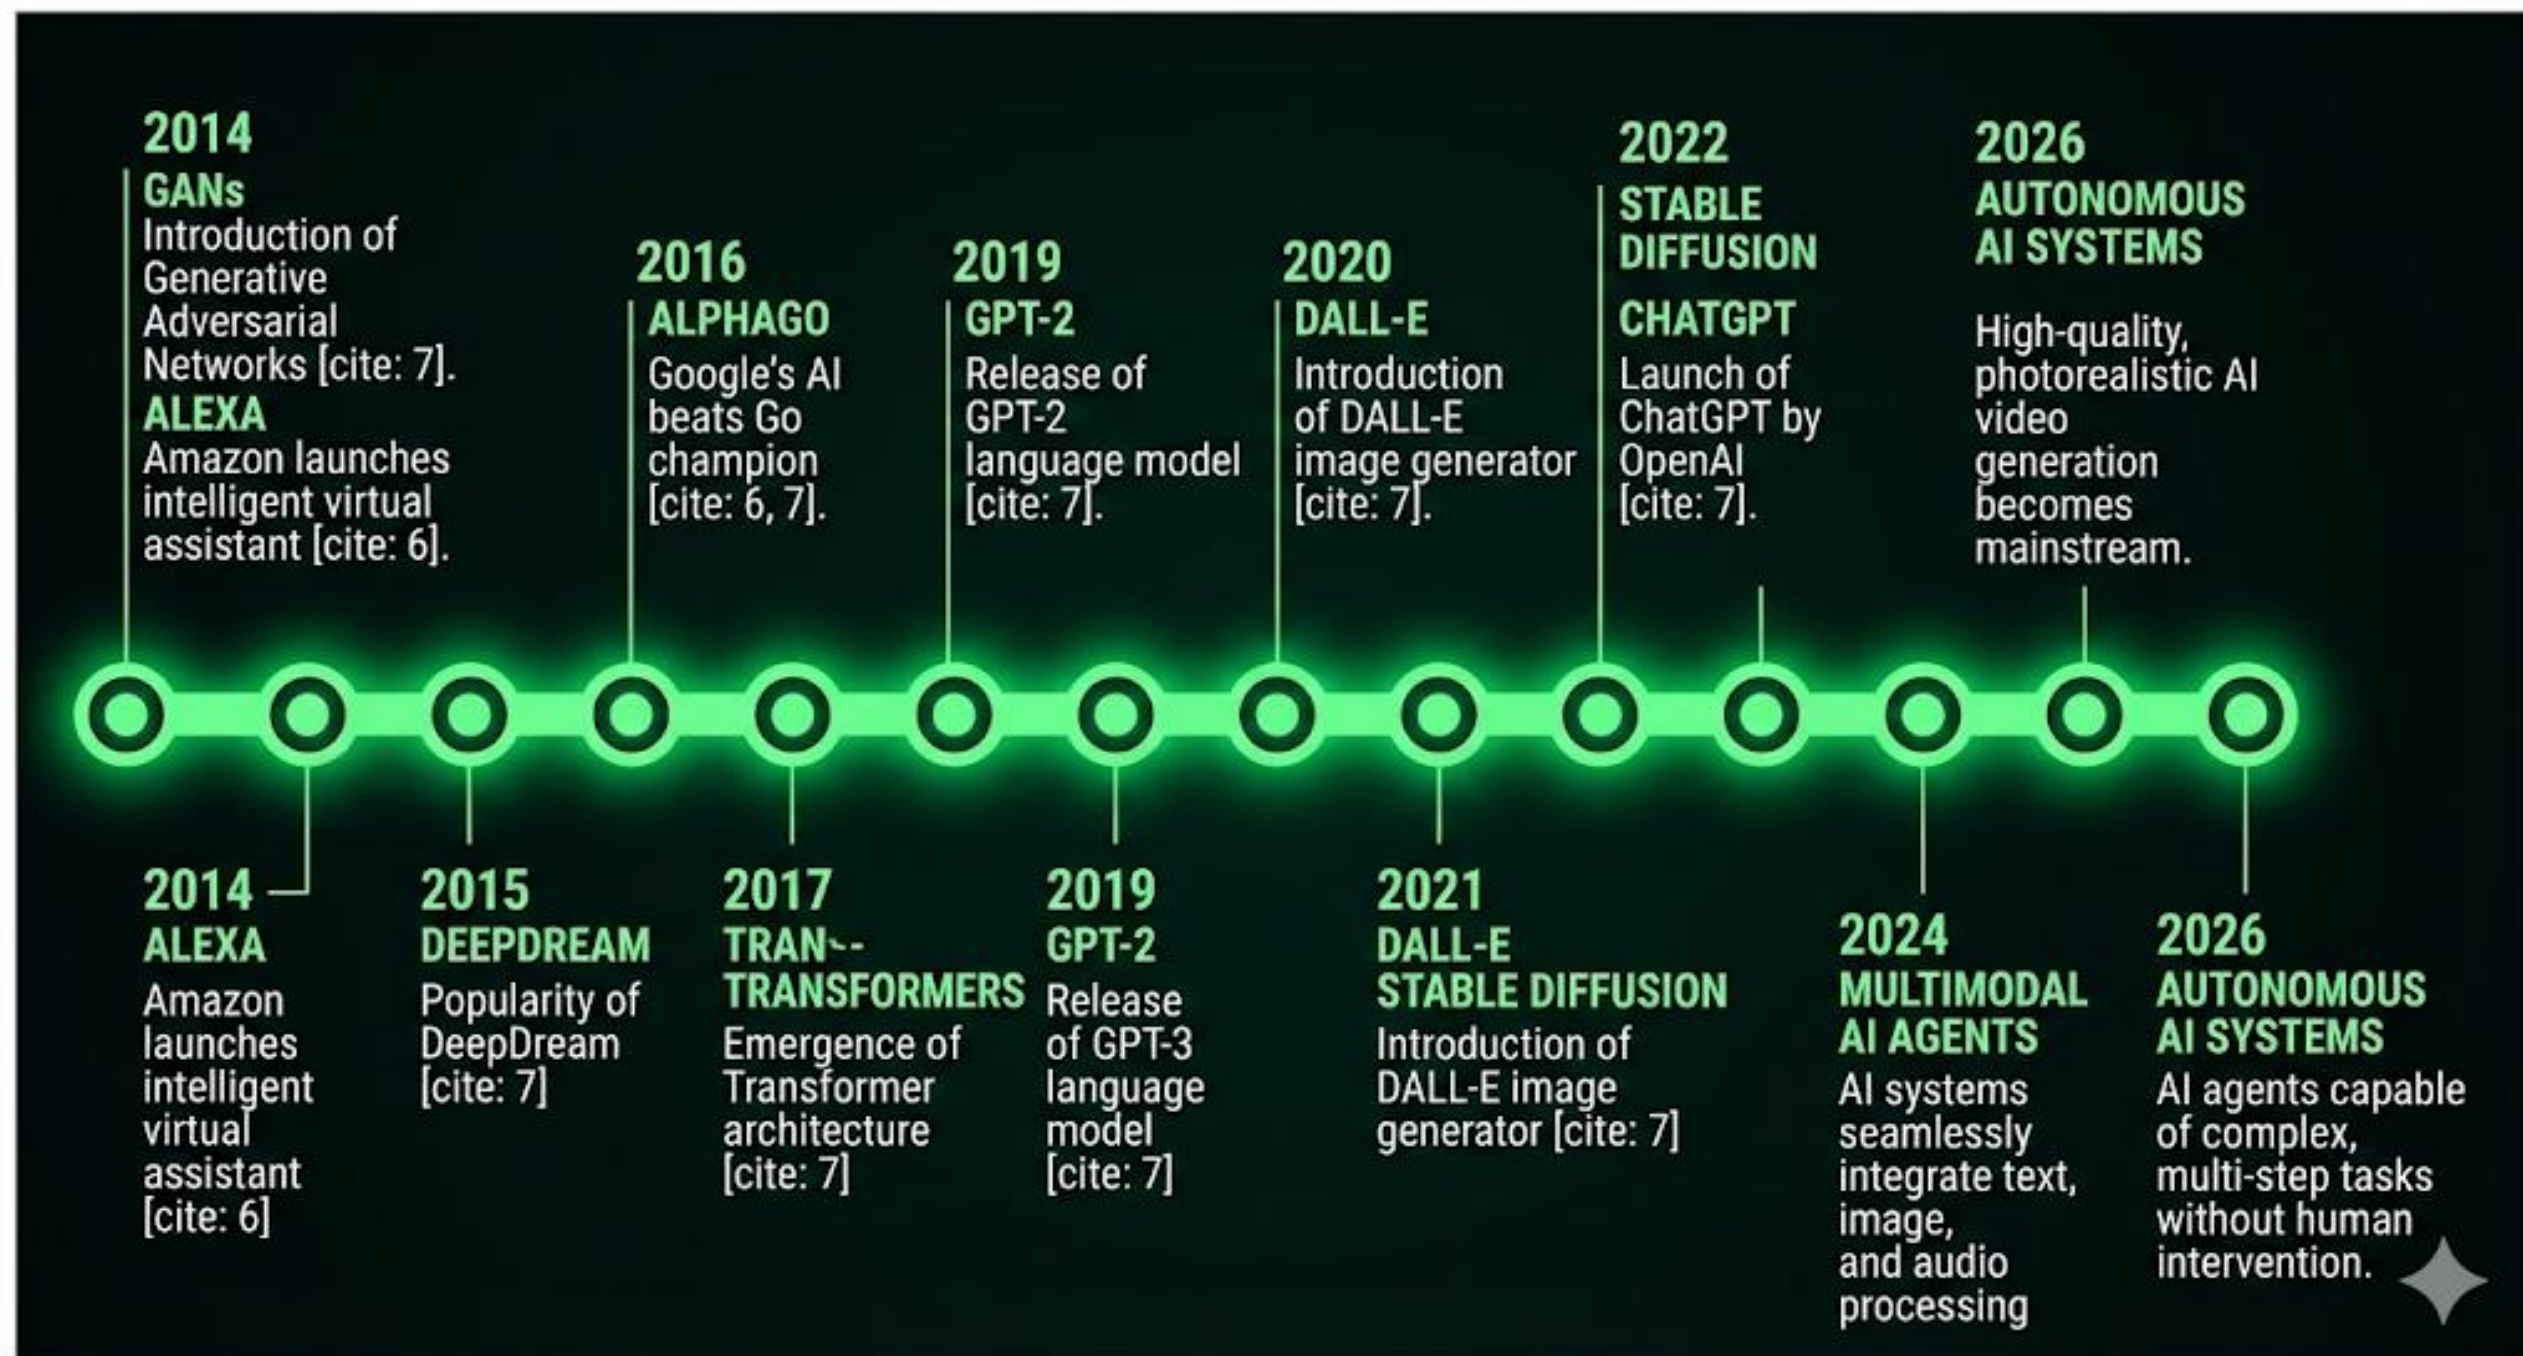 2014
GANs
Introduction of
Generative
Adversarial
Networks [cite: 7].
ALEXA
Amazon launches
intelligent virtual
assistant [cite: 6].
2016
ALPHAGO
Google's AI
beats Go
champion
[cite: 6, 7].
2019
GPT-2
Release of
GPT-2
language model
[cite: 7].
2020
DALL-E
Introduction
of DALL-E
image generator
[cite: 7].
2022
STABLE
DIFFUSION
CHATGPT
Launch of
ChatGPT by
OpenAI
[cite: 7].
2026
AUTONOMOUS
AI SYSTEMS
High-quality,
photorealistic AI
video
generation
becomes
mainstream.
2014
ALEXA
Amazon
launches
intelligent
virtual
assistant
[cite: 6]
2015
DEEPDREAM
Popularity of
DeepDream
[cite: 7]
2017
TRAN--
TRANSFORMERS
Emergence of
Transformer
architecture
[cite: 7]
2019
GPT-2
Release
of GPT-3
language
model
[cite: 7]
2021
DALL-E
STABLE DIFFUSION
Introduction of
DALL-E image
generator [cite: 7]
2024
MULTIMODAL
AI AGENTS
AI systems
seamlessly
integrate text,
image,
and audio
processing
2026
AUTONOMOUS
AI SYSTEMS
AI agents capable
of complex,
multi-step tasks
without human
intervention.